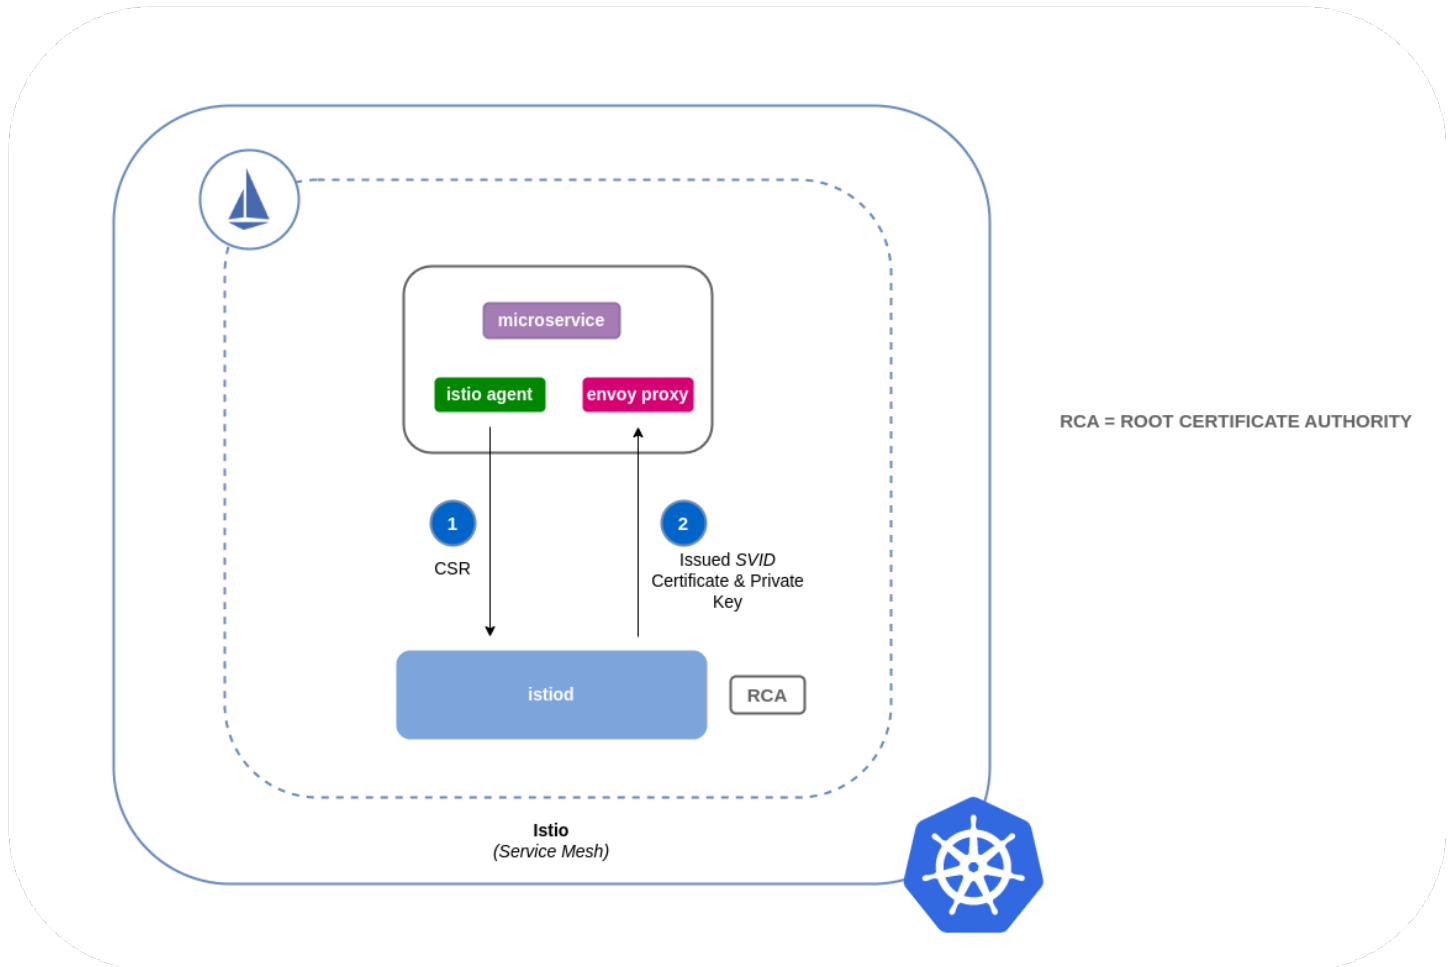 microservice
istio agent
envoy proxy
RCA = ROOT CERTIFICATE AUTHORITY
1
2
CSR
Issued SVID
Certificate & Private
Key
istiod
RCA
Istio
(Service Mesh)